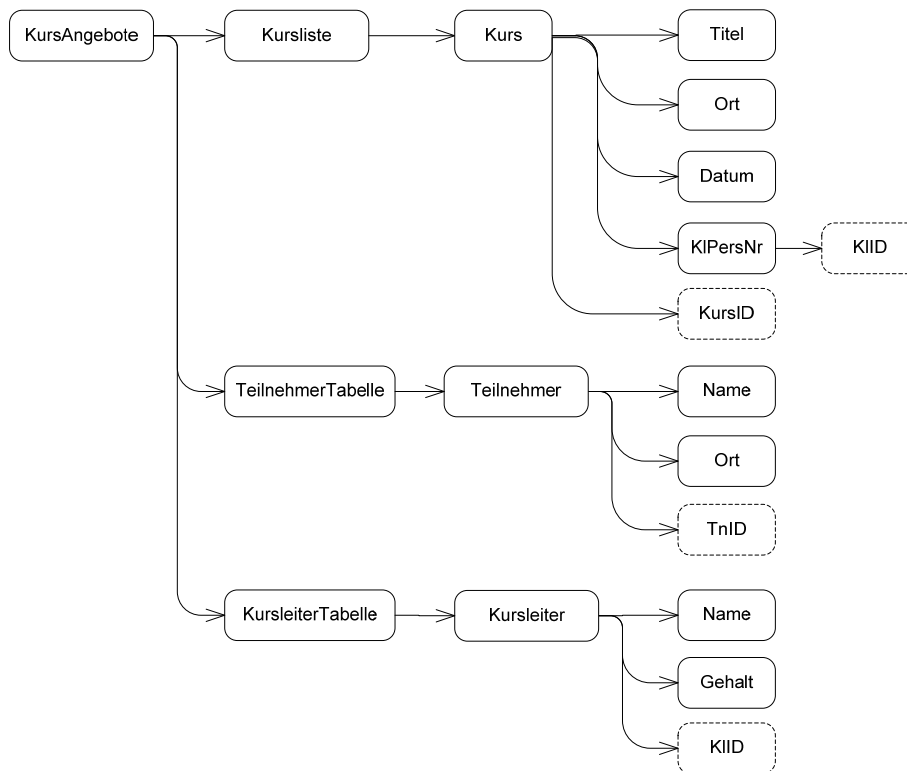 KursAngebote
Kursliste
Kurs
Titel
Ort
Datum
KlPersNr
KlID
KursID
TeilnehmerTabelle
Teilnehmer
Name
Ort
TnID
KursleiterTabelle
Kursleiter
Name
Gehalt
KlID